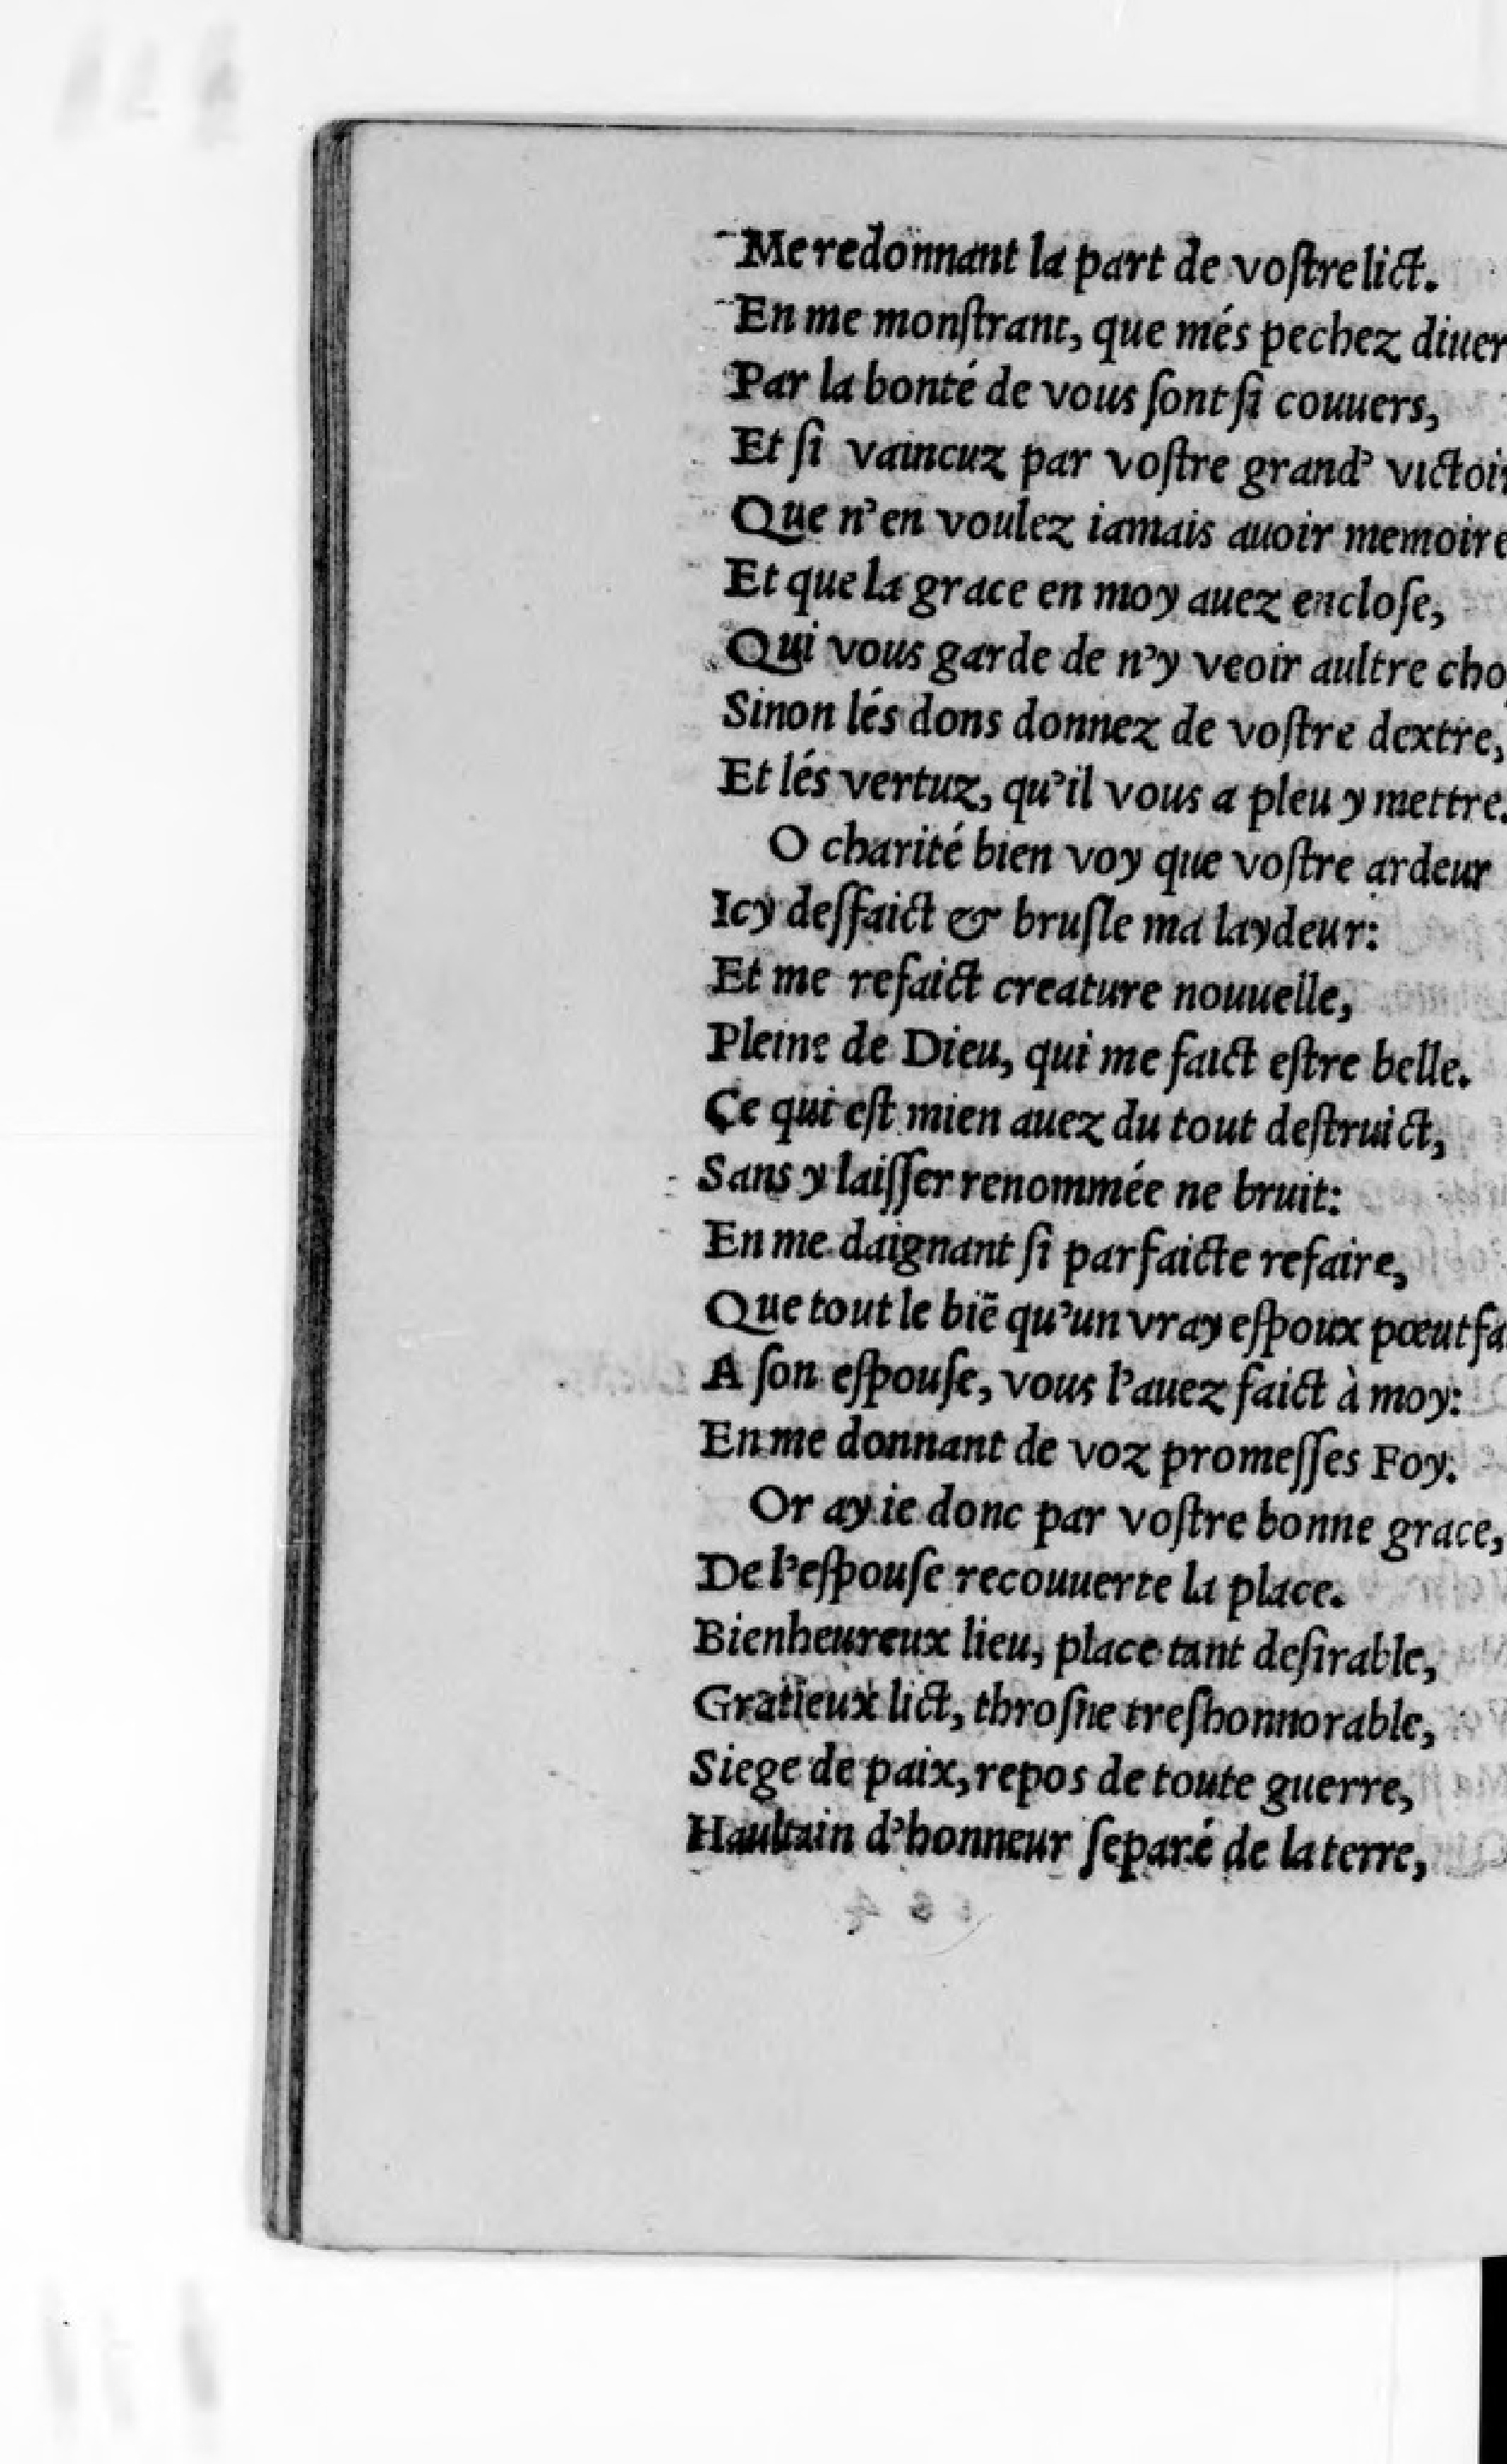 Me redonnant la part de voſtre lict.
En me monſtrant, que més pechez diuer
Par la bonté de vous ſont ſi couuers,
Et ſi vaincuz par voſtre grand' victoi
Que n'en voulez iamais auoir memoire
Et que la grace en moy auez encloſe,
Qui vous garde de n'y veoir aultre cho
Sinon lés dons donnez de voſtre dextre,
Et lés vertuz, qu'il vous a pleu y mettre.
O charité bien voy que voſtre ardeur
Icy deſfaict & bruſle ma laydeur:
Et me refaict creature nouuelle,
Pleine de Dieu, qui me faict eſtre belle.
Ce qui eſt mien auez du tout deſtruict,
Sans y laiſſer renommée ne bruit:
En me daignant ſi parfaicte refaire,
Que tout le biē qu'un vray eſpoux pœut fa
A ſon eſpouſe, vous l'auez faict à moy:
En me donnant de voz promeſſes Foy.
Or ay ie donc par voſtre bonne grace,
De l'eſpouſe recouuerte la place.
Bienheureux lieu, place tant deſirable,
Gratieux lict, throſne treſhonnorable,
Siege de paix, repos de toute guerre,
Haultain d'honneur ſeparé de la terre,